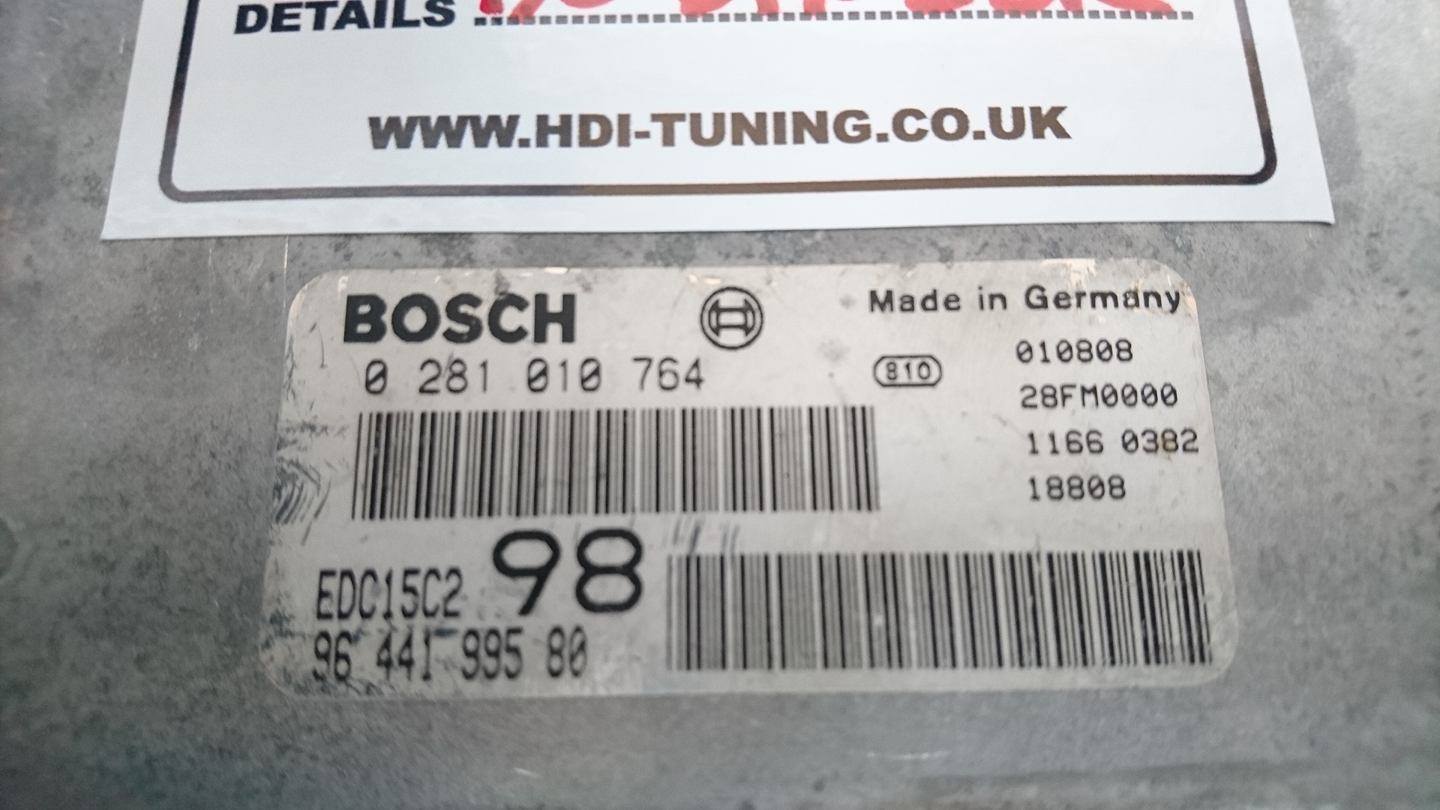 DETAILS
WWW.HDI-TUNING.CO.UK
BOSCH
Made in Germany
0 281 010 764
810
010808
28FM0000
1166 0382
18808
EDC15C2 98
96 441 995 80